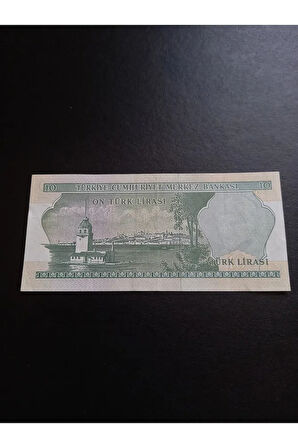 10 TÜRKİYE CUMHURİYET MERKEZ BANKASI 10
ON TÜRK LİRASI
TÜRK LİRASI